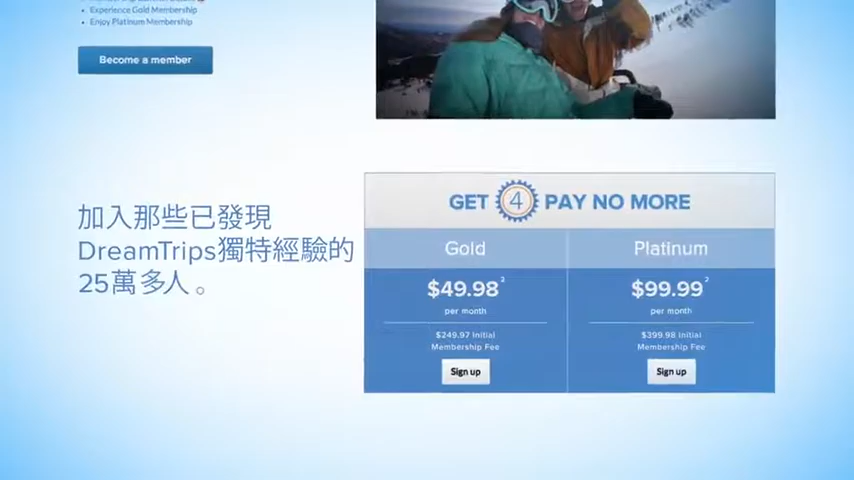 Experience Gold Membership
Enjoy Platinum Membership
Become a member
加入那些已發現
DreamTrips獨特經驗的
25萬多人。
GET 4 PAY NO MORE
Gold
Platinum
$49.98²
$99.99²
per month
per month
$249.97 Initial
Membership Fee
$399.98 Initial
Membership Fee
Sign up
Sign up